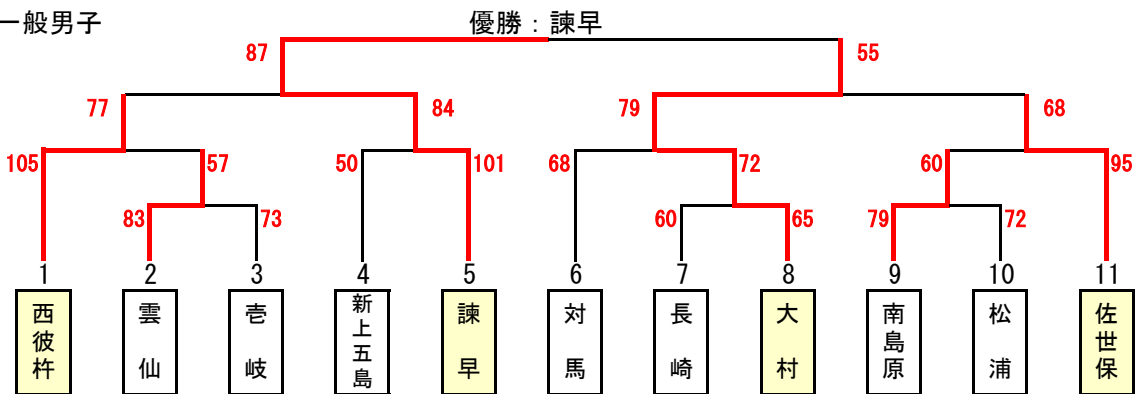 一般男子
優勝：諫早
87
55
77
84
79
68
105
57
50
101
68
72
60
95
83
73
60
65
79
72
1
2
3
4
5
6
7
8
9
10
11
西彼杵
雲仙
壱岐
新上五島
諫早
対馬
長崎
大村
南島原
松浦
佐世保